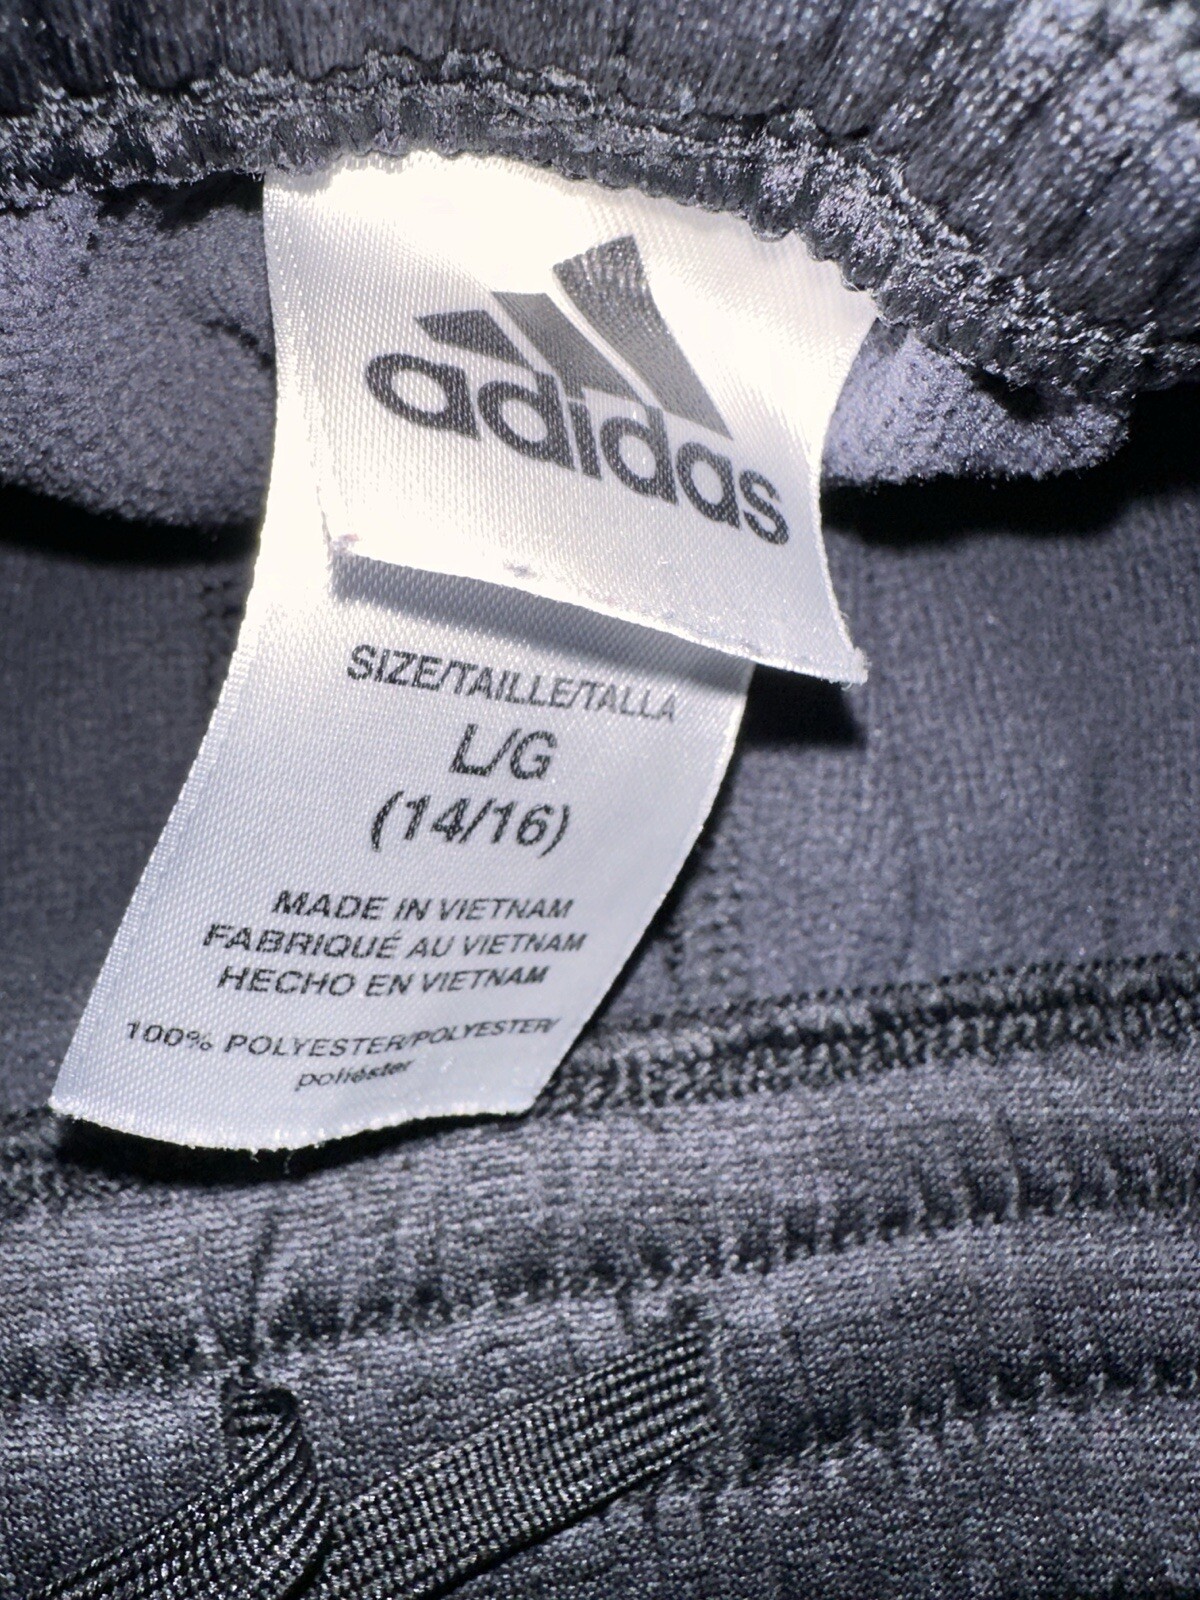 adidas
SIZE/TAILLE/TALLA
L/G
(14/16)
MADE IN VIETNAM
FABRIQUÉ AU VIETNAM
HECHO EN VIETNAM
100% POLYESTER/POLYESTER/
poliéster